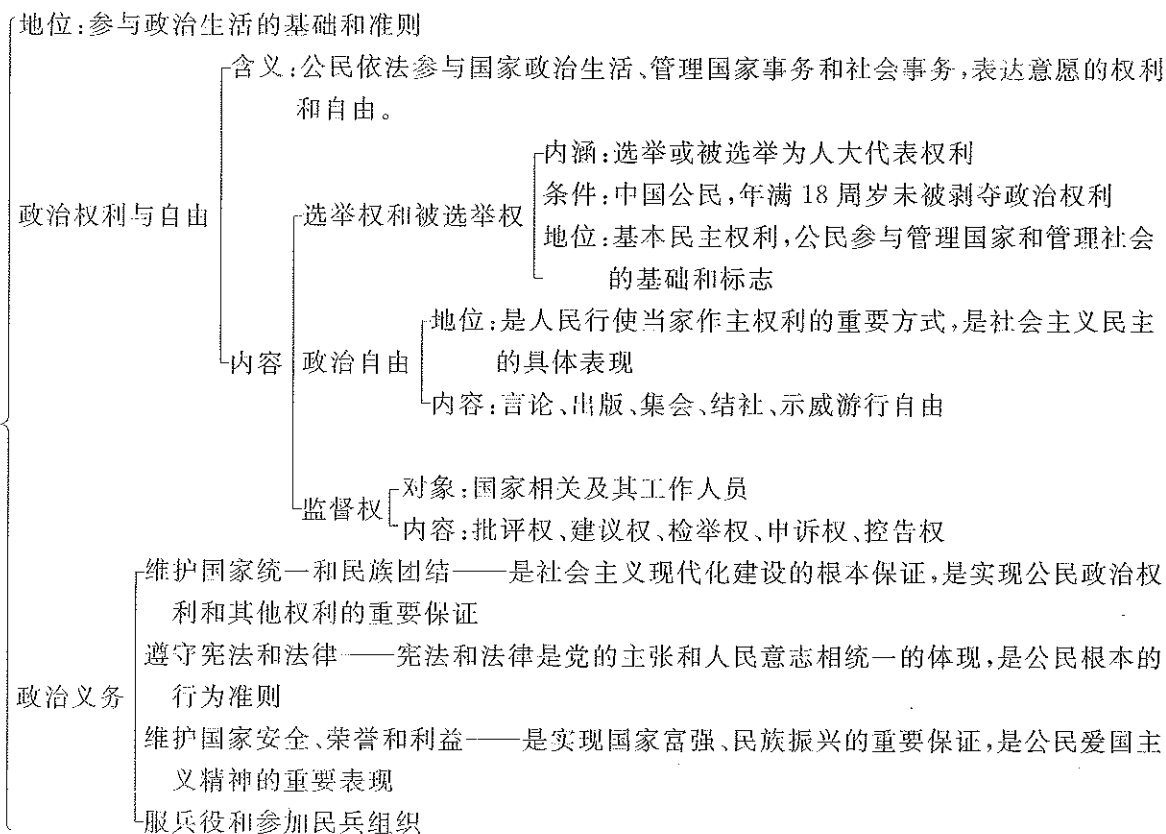 地位:参与政治生活的基础和准则
含义:公民依法参与国家政治生活、管理国家事务和社会事务,表达意愿的权利
和自由。
政治权利与自由
内容
选举权和被选举权
内涵:选举或被选举为人大代表权利
条件:中国公民,年满 18 周岁未被剥夺政治权利
地位:基本民主权利,公民参与管理国家和管理社会
的基础和标志
政治自由
地位:是人民行使当家作主权利的重要方式,是社会主义民主
的具体表现
内容:言论、出版、集会、结社、示威游行自由
监督权
对象:国家相关及其工作人员
内容:批评权、建议权、检举权、申诉权、控告权
政治义务
维护国家统一和民族团结——是社会主义现代化建设的根本保证,是实现公民政治权
利和其他权利的重要保证
遵守宪法和法律——宪法和法律是党的主张和人民意志相统一的体现,是公民根本的
行为准则
维护国家安全、荣誉和利益——是实现国家富强、民族振兴的重要保证,是公民爱国主
义精神的重要表现
服兵役和参加民兵组织